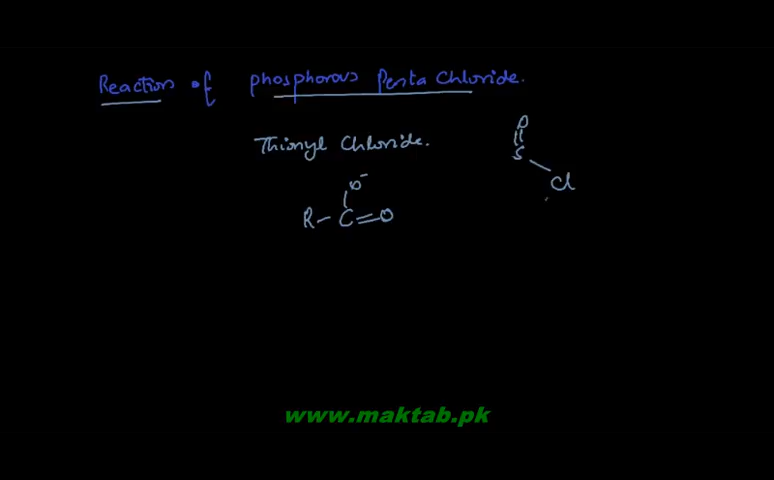 Reaction of phosphorous Penta Chloride.
Thionyl Chloride.
O
S
Cl
O⁻
R-C=O
www.maktab.pk